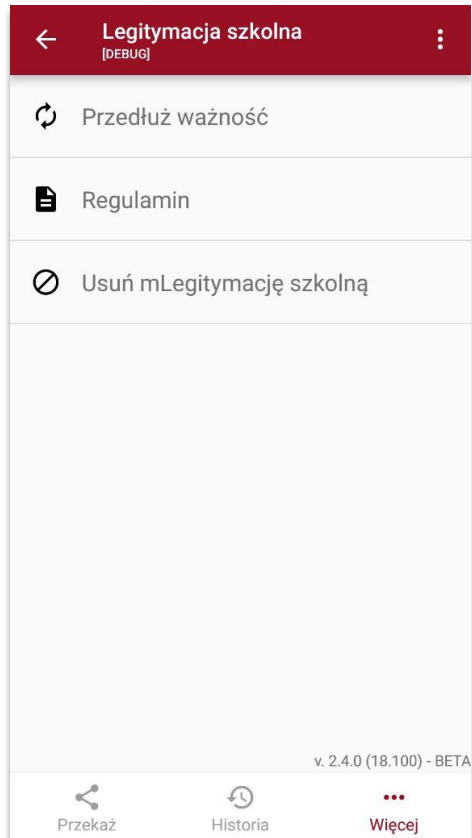 Legitymacja szkolna
[DEBUG]
Przedłuż ważność
Regulamin
Usuń mLegitymację szkolną
v. 2.4.0 (18.100) - BETA
Przekaż Historia Więcej